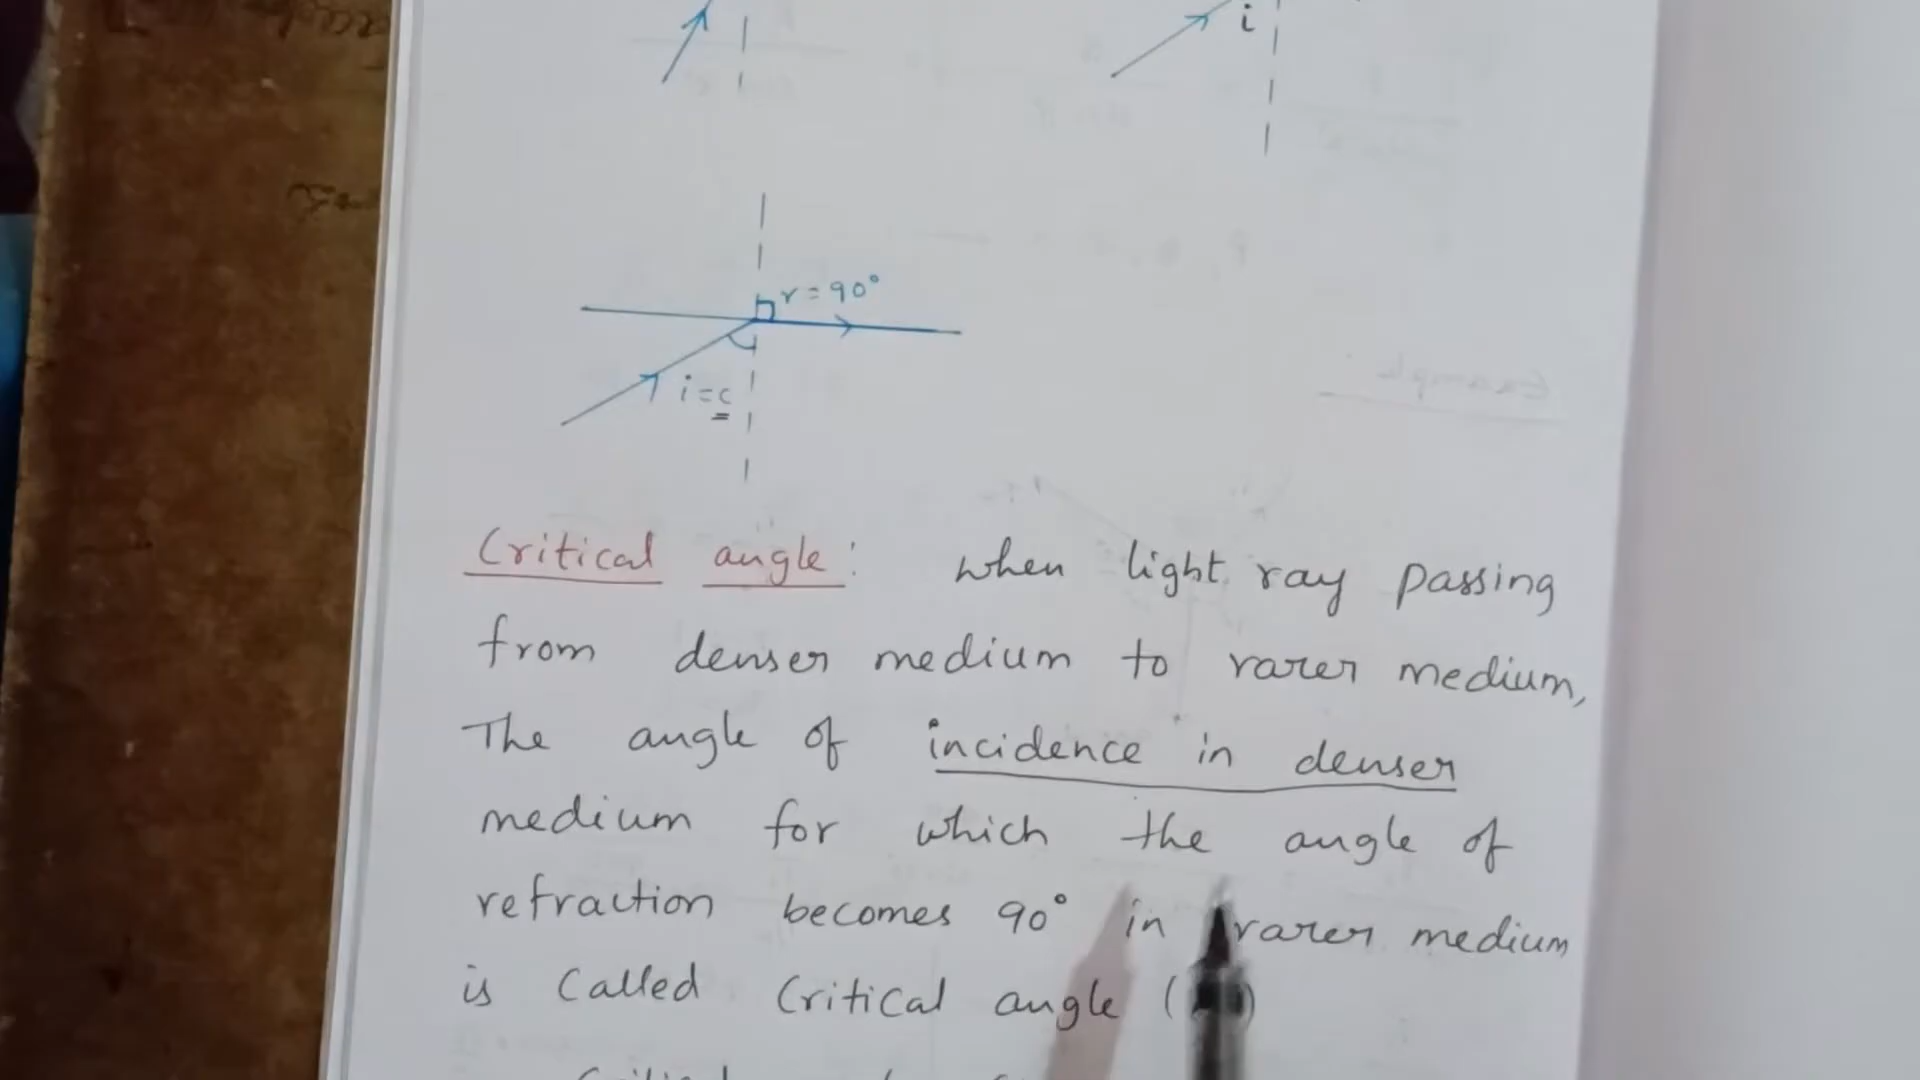 i
r=90°
i=c
Critical angle: when light ray passing
from denser medium to rarer medium,
The angle of incidence in denser
medium for which the angle of
refraction becomes 90° in rarer medium
is called Critical angle (